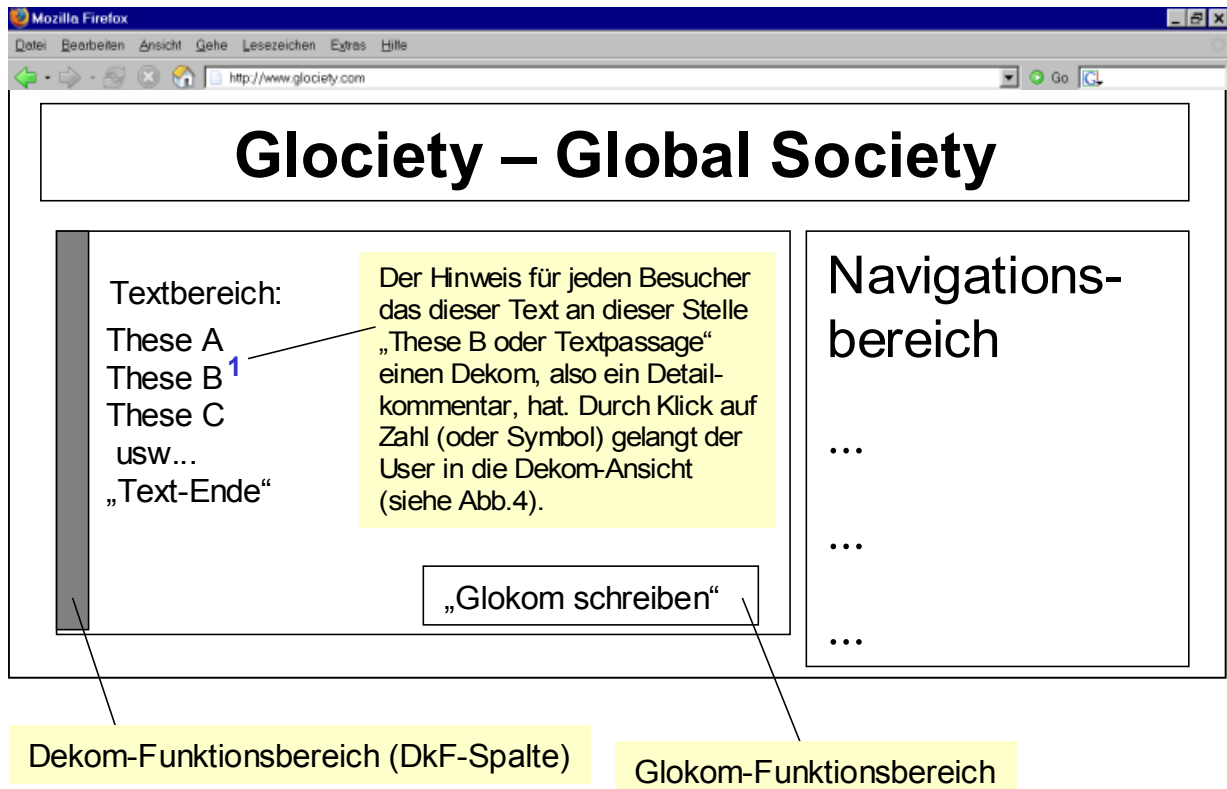 Mozilla Firefox
Datei Bearbeiten Ansicht Gehe Lesezeichen Extras Hilfe
http://www.glociety.com Go
Glociety – Global Society
Textbereich:
These A
These B 1
These C
usw...
„Text-Ende“
Der Hinweis für jeden Besucher
das dieser Text an dieser Stelle
„These B oder Textpassage“
einen Dekom, also ein Detail-
kommentar, hat. Durch Klick auf
Zahl (oder Symbol) gelangt der
User in die Dekom-Ansicht
(siehe Abb.4).
„Glokom schreiben“
Navigations-
bereich
...
...
...
Dekom-Funktionsbereich (DkF-Spalte)
Glokom-Funktionsbereich